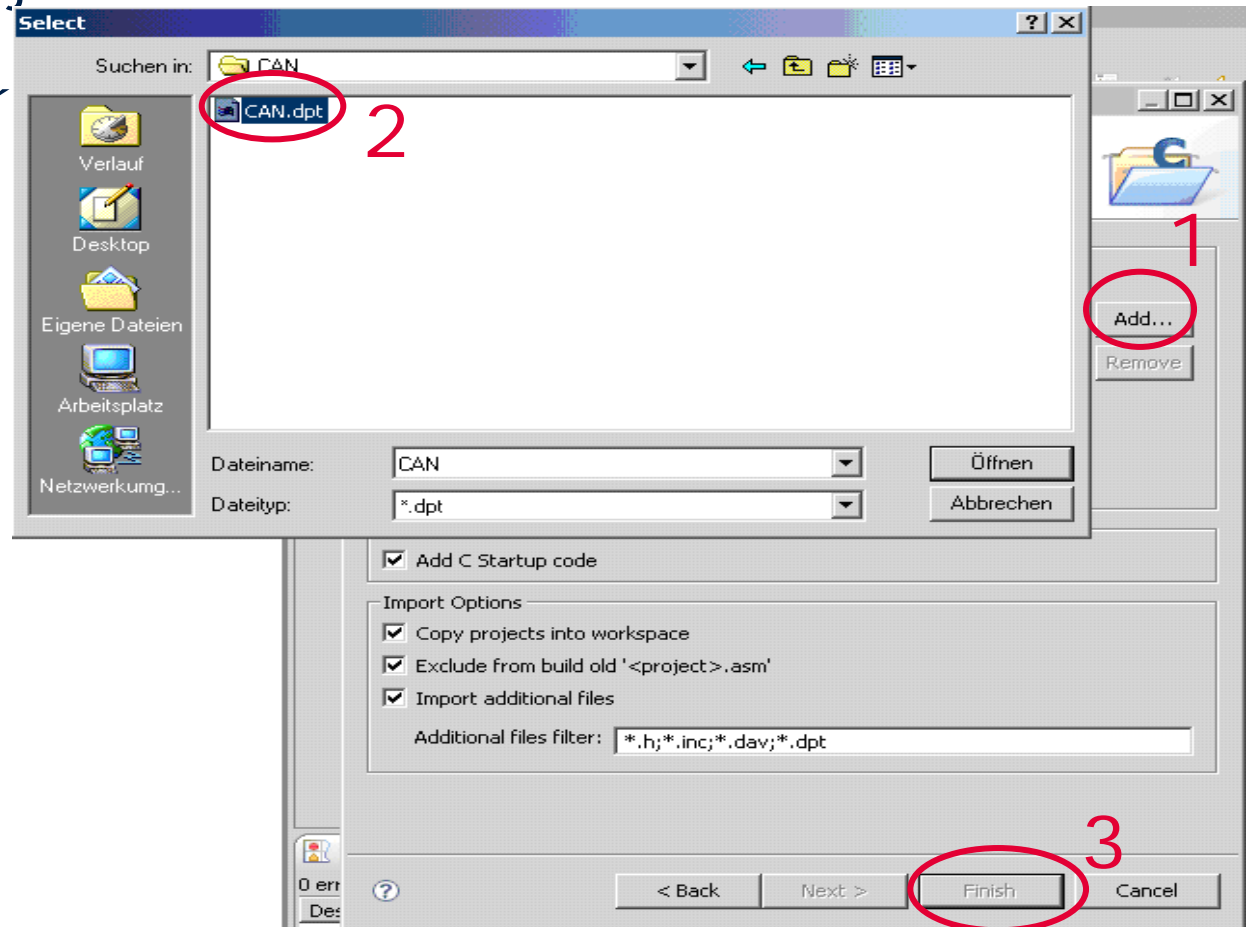 Select
Suchen in: CAN
CAN.dpt
2
Verlauf
Desktop
Eigene Dateien
Arbeitsplatz
Netzwerkumg...
Dateiname: CAN Öffnen
Dateityp: *.dpt Abbrechen
1
Add...
Remove
Add C Startup code
Import Options
Copy projects into workspace
Exclude from build old '<project>.asm'
Import additional files
Additional files filter: *.h;*.inc;*.dav;*.dpt
3
0 err
Des
< Back Next > Finish Cancel